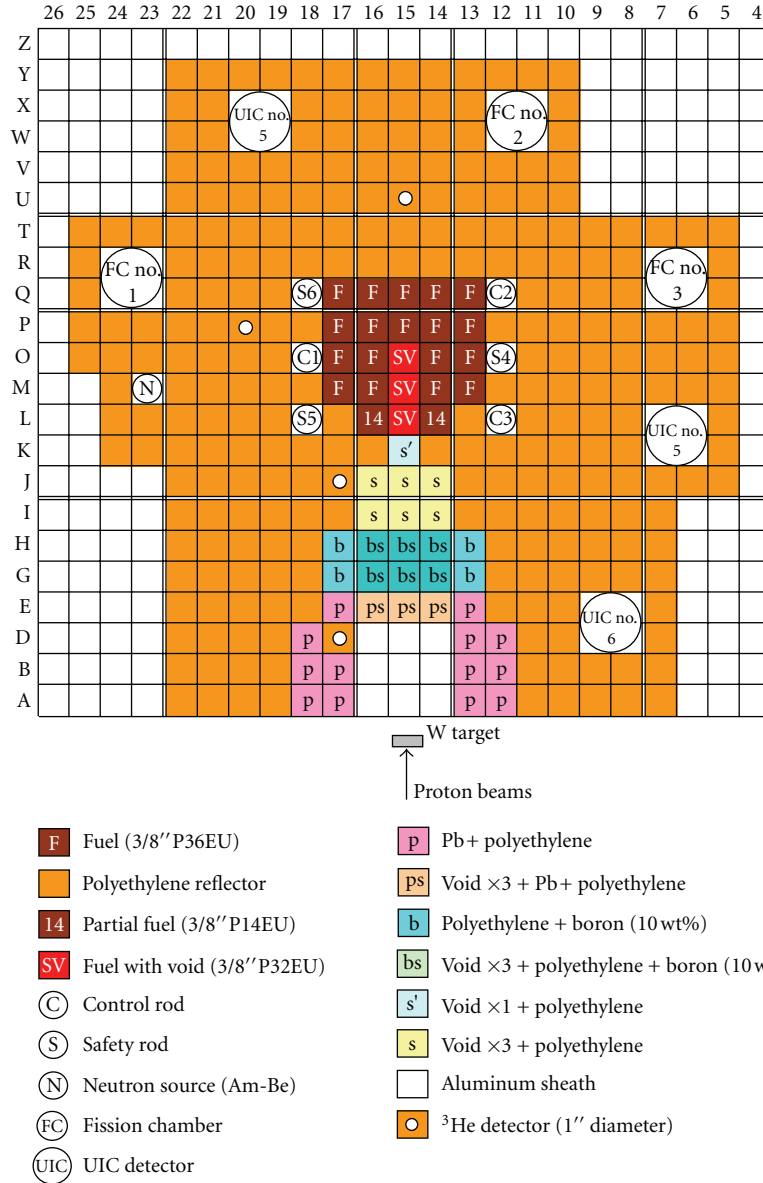 26 25 24 23 22 21 20 19 18 17 16 15 14 13 12 11 10 9 8 7 6 5 4
Z
Y
X UIC no. 5 FC no. 2
W
V
U
T
R FC no. 1 FC no. 3
Q S6 F F F F F C2
P F F F F F
O C1 F F SV F F S4
M N F F SV F F
L S5 14 SV 14 C3 UIC no. 5
K s′
J s s s
I s s s
H b bs bs bs b
G b bs bs bs b
E p ps ps ps p UIC no. 6
D p p p
B p p p p
A p p p p
W target
Proton beams
F Fuel (3/8′′P36EU)
Polyethylene reflector
14 Partial fuel (3/8′′P14EU)
SV Fuel with void (3/8′′P32EU)
C Control rod
S Safety rod
N Neutron source (Am-Be)
FC Fission chamber
UIC UIC detector
p Pb+ polyethylene
ps Void ×3 + Pb+ polyethylene
b Polyethylene + boron (10 wt%)
bs Void ×3 + polyethylene + boron (10 w
s' Void ×1 + polyethylene
s Void ×3 + polyethylene
Aluminum sheath
³He detector (1′′ diameter)